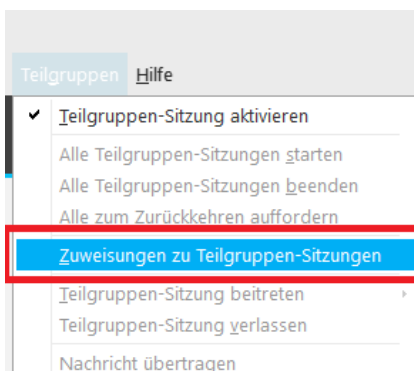 Teilgruppen Hilfe
Teilgruppen-Sitzung aktivieren
Alle Teilgruppen-Sitzungen starten
Alle Teilgruppen-Sitzungen beenden
Alle zum Zurückkehren auffordern
Zuweisungen zu Teilgruppen-Sitzungen
Teilgruppen-Sitzung beitreten
Teilgruppen-Sitzung verlassen
Nachricht übertragen